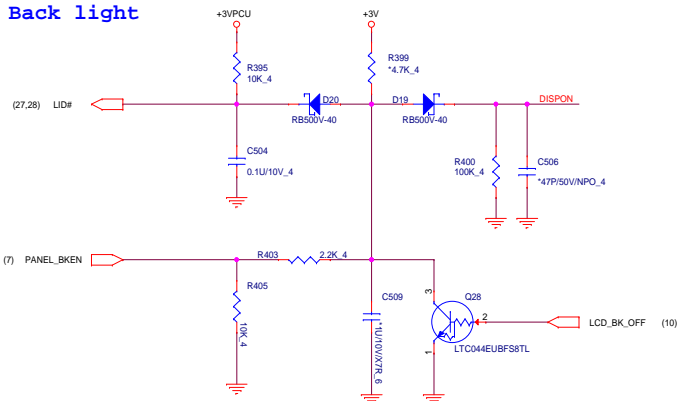 Back light
+3VPCU
+3V
R395
10K_4
R399
*4.7K_4
(27,28) LID#
D20
RB500V-40
D19
RB500V-40
DISPON
C504
0.1U/10V_4
R400
100K_4
C506
*47P/50V/NPO_4
(7) PANEL_BKEN
R403
2.2K_4
R405
10K_4
C509
*1U/10V/X7R_6
3
Q28
2
1
LTC044EUBFS8TL
LCD_BK_OFF (10)